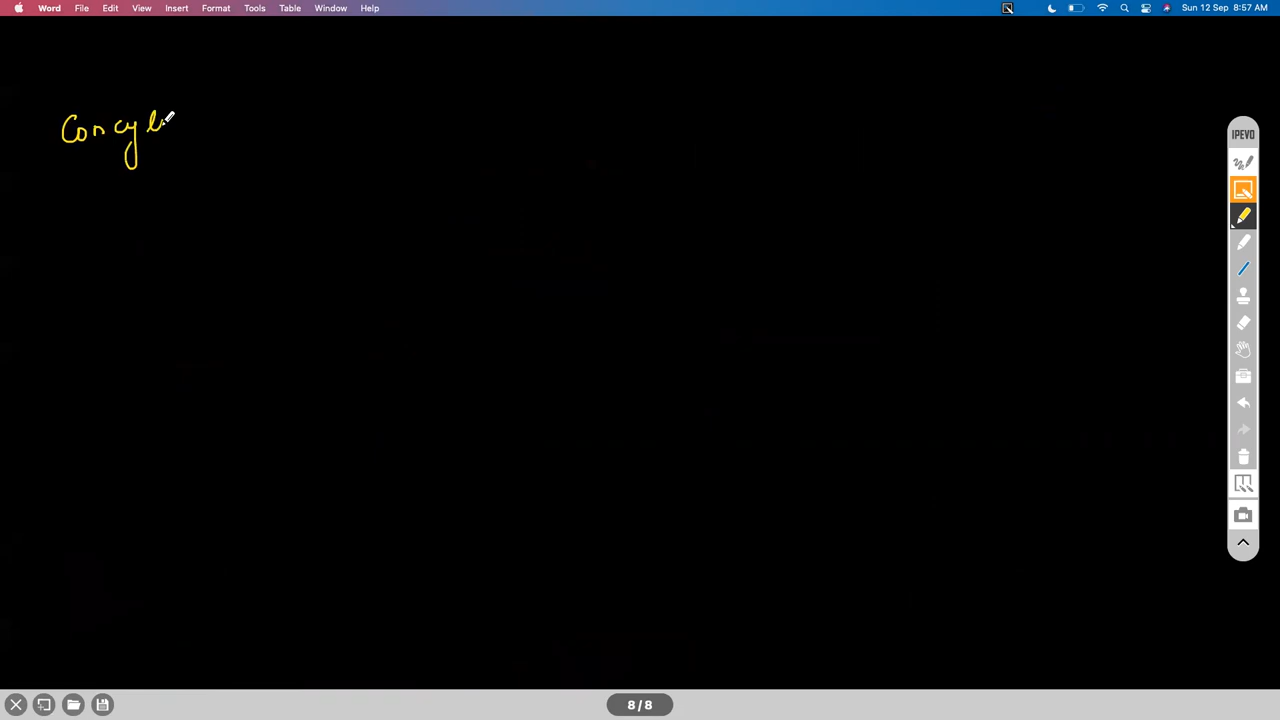 Word File Edit View Insert Format Tools Table Window Help Sun 12 Sep 8:57 AM
Concyl
IPEVO
8 / 8